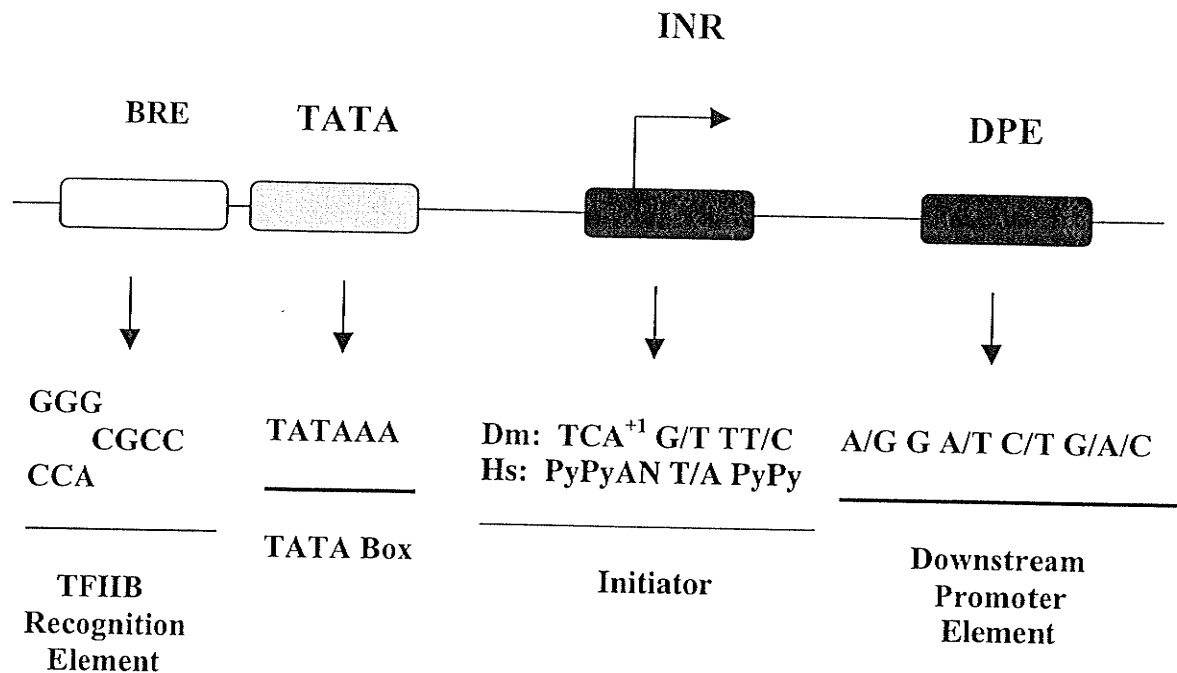 INR
BRE
TATA
DPE
GGG
CGCC
CCA
TATAAA
Dm: TCA⁺¹ G/T TT/C
Hs: PyPyAN T/A PyPy
A/G G A/T C/T G/A/C
TFIIB
Recognition
Element
TATA Box
Initiator
Downstream
Promoter
Element